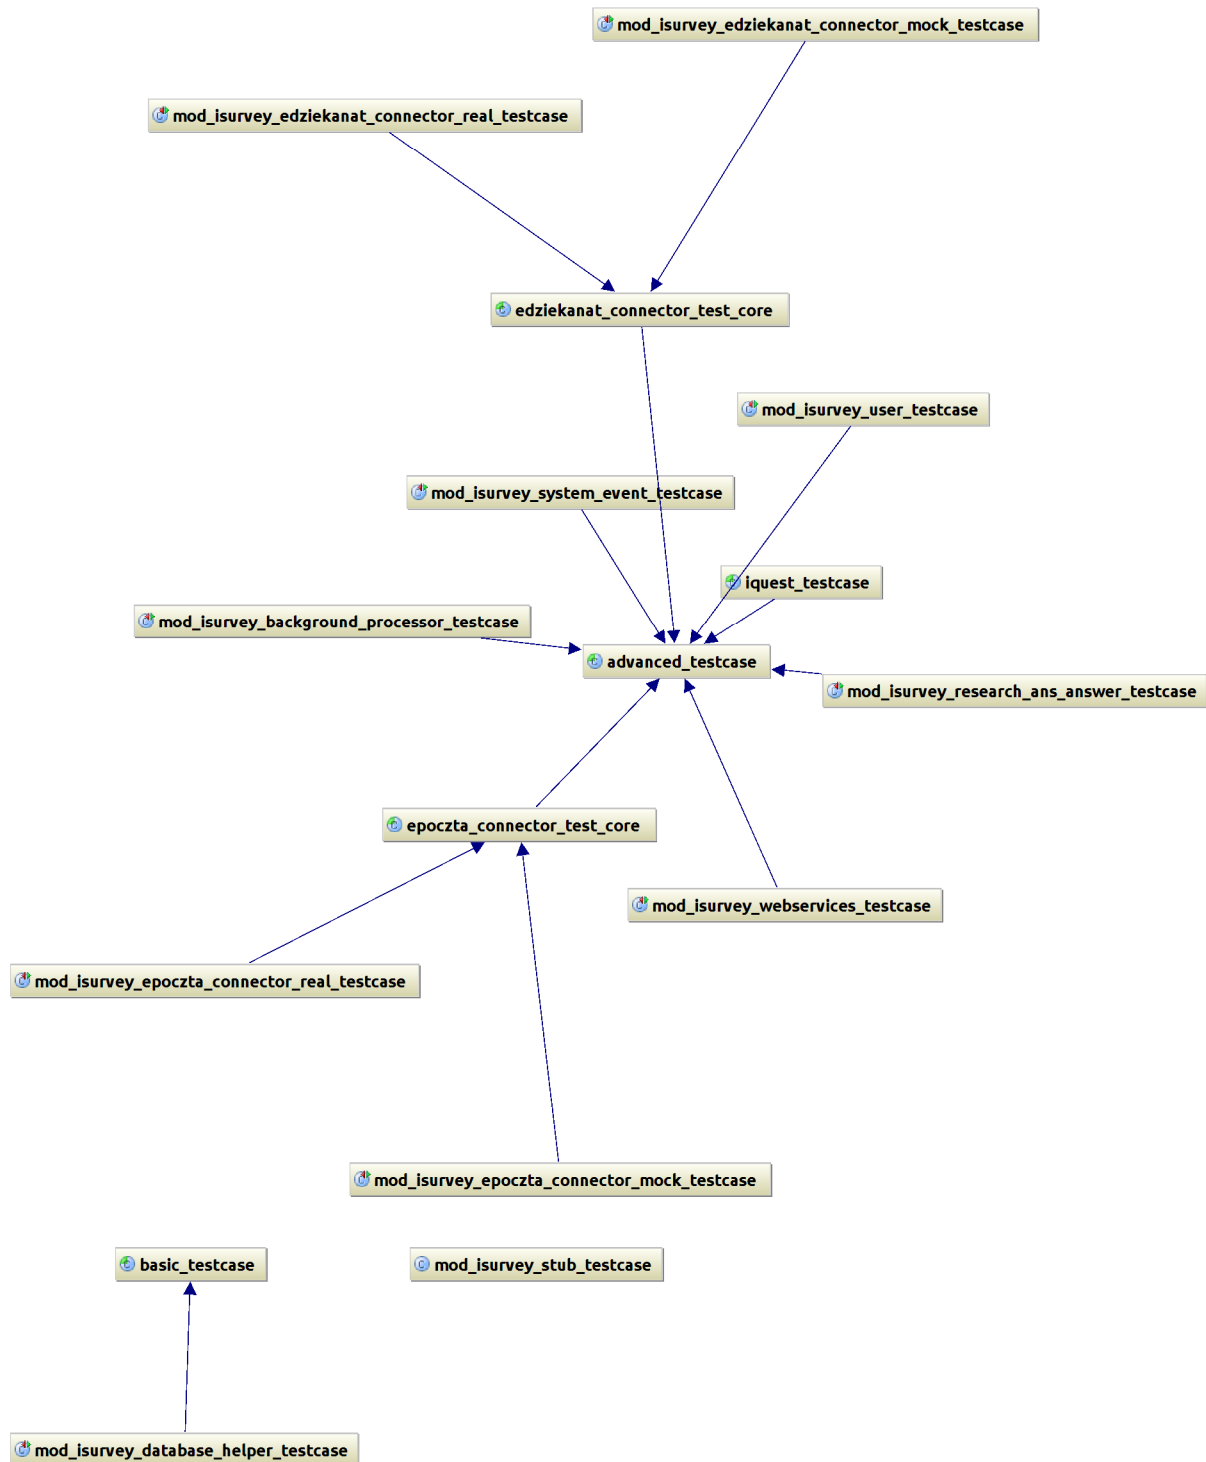 mod_isurvey_edziekanat_connector_mock_testcase
mod_isurvey_edziekanat_connector_real_testcase
edziekanat_connector_test_core
mod_isurvey_user_testcase
mod_isurvey_system_event_testcase
iquest_testcase
mod_isurvey_background_processor_testcase
advanced_testcase
mod_isurvey_research_ans_answer_testcase
epoczta_connector_test_core
mod_isurvey_webservices_testcase
mod_isurvey_epoczta_connector_real_testcase
mod_isurvey_epoczta_connector_mock_testcase
basic_testcase
mod_isurvey_stub_testcase
mod_isurvey_database_helper_testcase